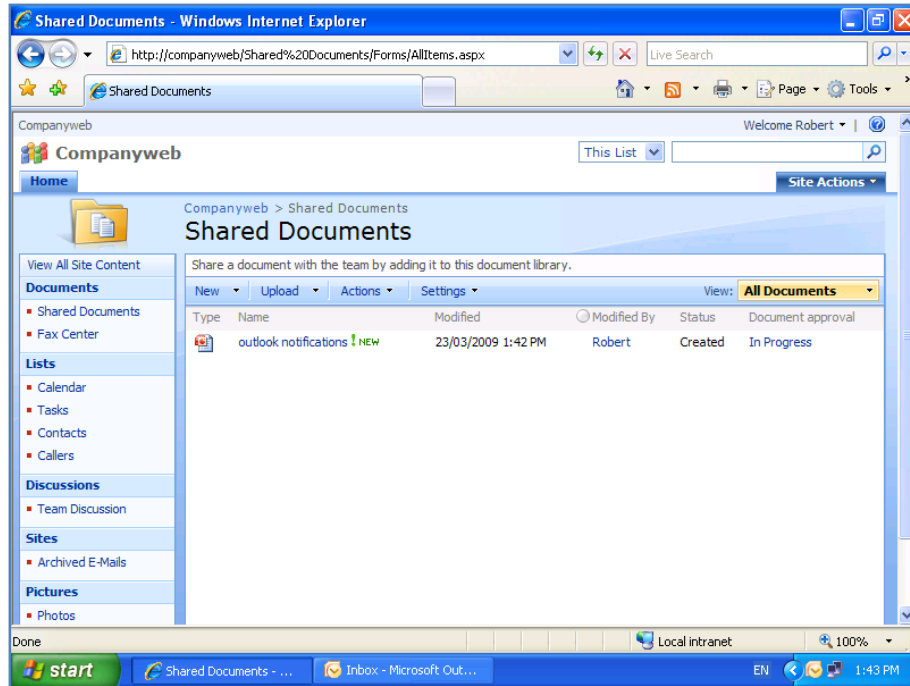 Shared Documents - Windows Internet Explorer
http://companyweb/Shared%20Documents/Forms/AllItems.aspx
Live Search
Shared Documents
Page
Tools
Companyweb
Welcome Robert
Companyweb
This List
Home
Site Actions
Companyweb > Shared Documents
Shared Documents
View All Site Content
Documents
Shared Documents
Fax Center
Lists
Calendar
Tasks
Contacts
Callers
Discussions
Team Discussion
Sites
Archived E-Mails
Pictures
Photos
Share a document with the team by adding it to this document library.
New Upload Actions Settings View: All Documents
Type Name Modified Modified By Status Document approval
outlook notifications ! NEW 23/03/2009 1:42 PM Robert Created In Progress
Done Local intranet 100%
start Shared Documents - ... Inbox - Microsoft Out... EN 1:43 PM